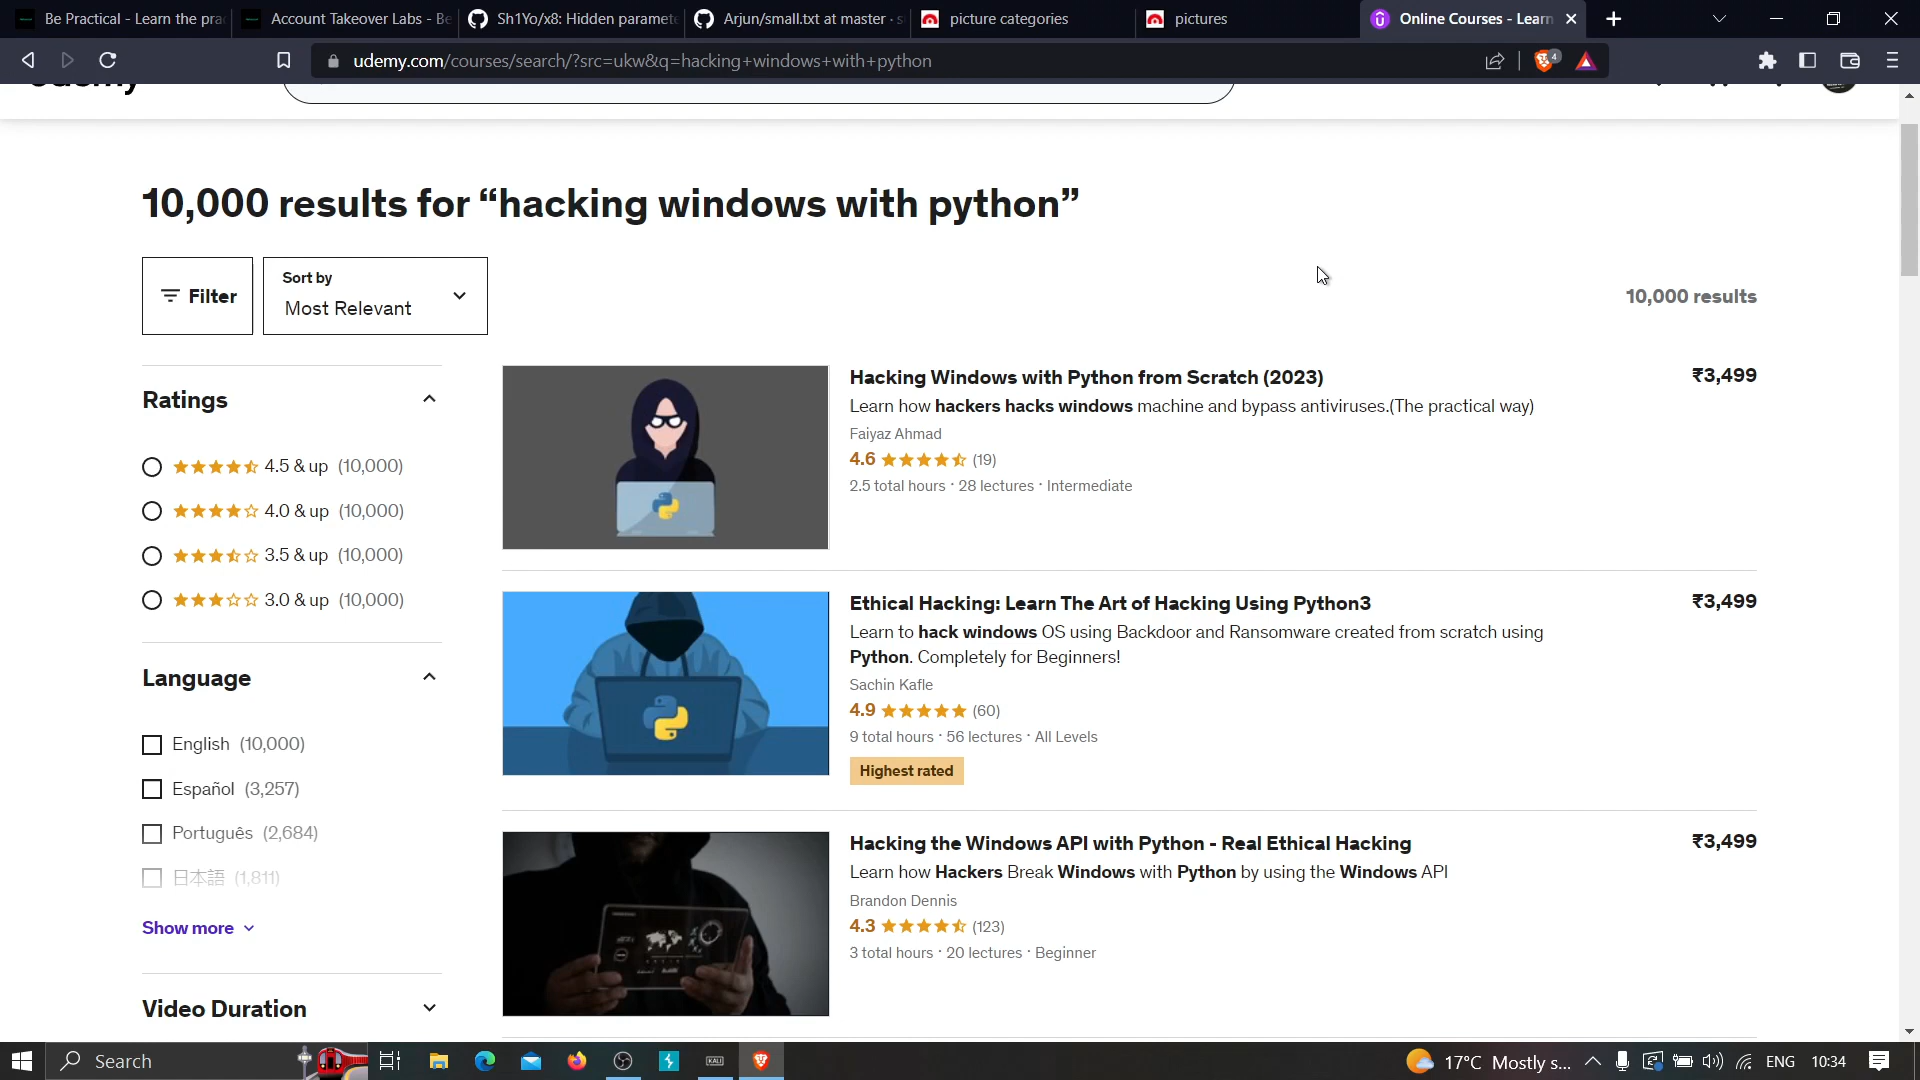 Be Practical - Learn the pra
Account Takeover Labs - Be
Sh1Yo/x8: Hidden paramete
Arjun/small.txt at master · s
picture categories
pictures
Online Courses - Learn
udemy.com/courses/search/?src=ukw&q=hacking+windows+with+python
4
udemy
10,000 results for “hacking windows with python”
Filter
Sort by
Most Relevant
10,000 results
Ratings
4.5 & up (10,000)
4.0 & up (10,000)
3.5 & up (10,000)
3.0 & up (10,000)
Language
English (10,000)
Español (3,257)
Português (2,684)
日本語 (1,811)
Show more
Video Duration
Hacking Windows with Python from Scratch (2023)
₹3,499
Learn how hackers hacks windows machine and bypass antiviruses.(The practical way)
Faiyaz Ahmad
4.6 (19)
2.5 total hours · 28 lectures · Intermediate
Ethical Hacking: Learn The Art of Hacking Using Python3
₹3,499
Learn to hack windows OS using Backdoor and Ransomware created from scratch using
Python. Completely for Beginners!
Sachin Kafle
4.9 (60)
9 total hours · 56 lectures · All Levels
Highest rated
Hacking the Windows API with Python - Real Ethical Hacking
₹3,499
Learn how Hackers Break Windows with Python by using the Windows API
Brandon Dennis
4.3 (123)
3 total hours · 20 lectures · Beginner
Search
KALI
17°C Mostly s...
ENG
10:34